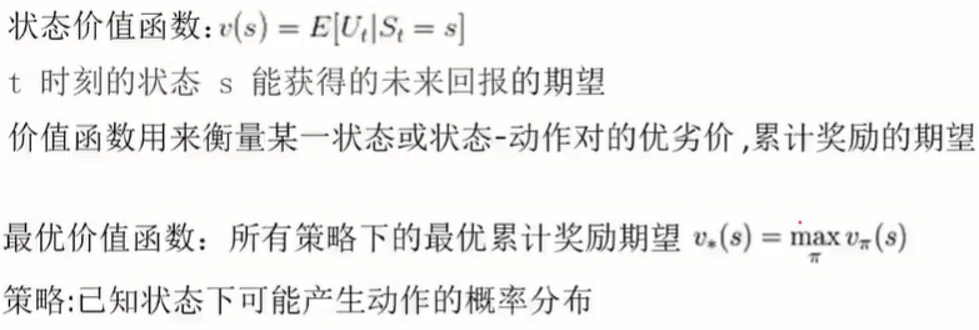 状态价值函数:v(s) = E[U_t|S_t = s]
t 时刻的状态 s 能获得的未来回报的期望
价值函数用来衡量某一状态或状态-动作对的优劣价,累计奖励的期望
最优价值函数：所有策略下的最优累计奖励期望 v_*(s) = max_π v_π(s)
策略:已知状态下可能产生动作的概率分布